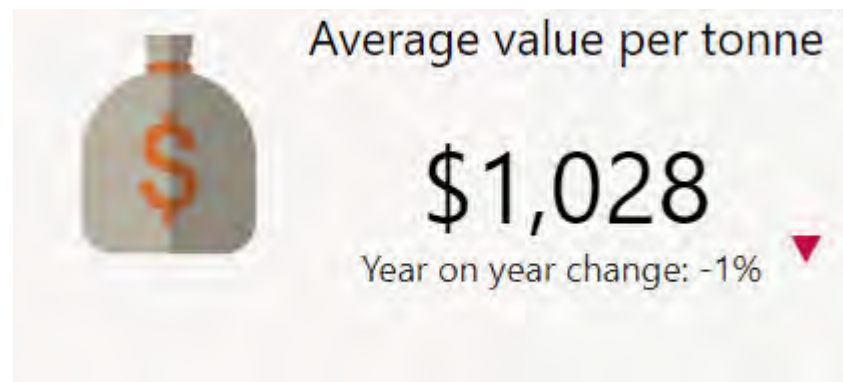 Average value per tonne
$
$1,028
Year on year change: -1%